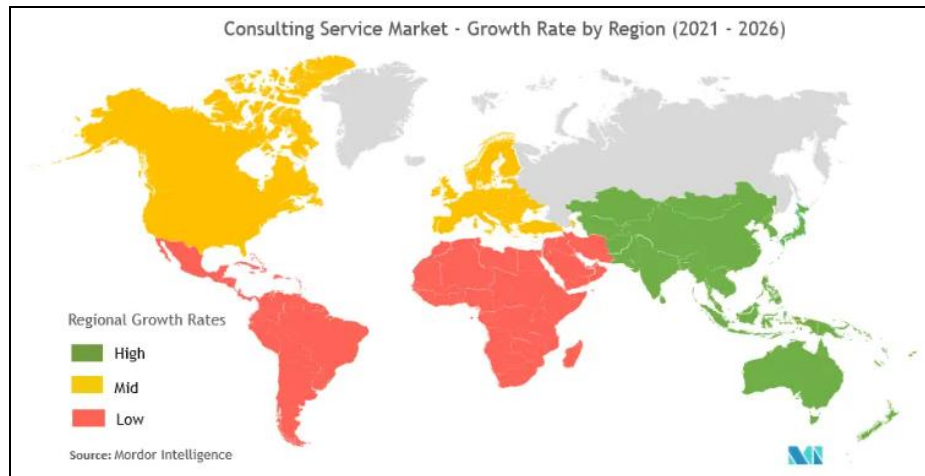 Consulting Service Market - Growth Rate by Region (2021 - 2026)
Regional Growth Rates
High
Mid
Low
Source: Mordor Intelligence